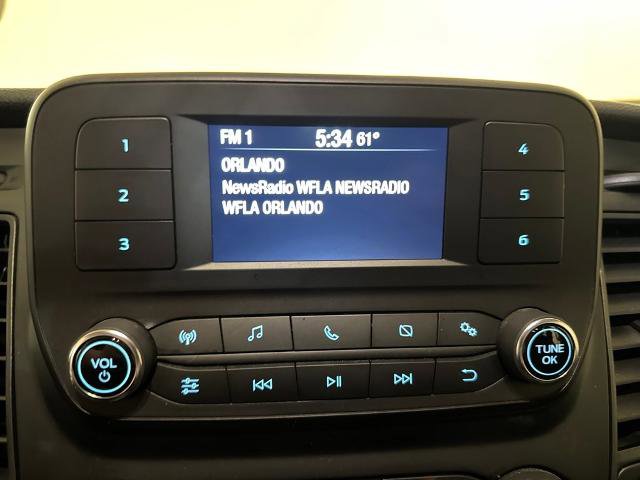 FM 1 5:34 61°
ORLANDO
NewsRadio WFLA NEWSRADIO
WFLA ORLANDO
1
2
3
4
5
6
VOL
TUNE
OK